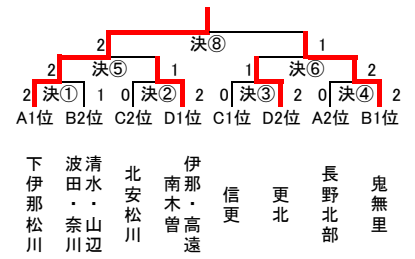 決⑧
2 1
決⑤ 決⑥
2 1 2
2 決① 1 0 決② 2 0 決③ 2 0 決④ 2
A1位 B2位 C2位 D1位 C1位 D2位 A2位 B1位
下伊那松川
清水・山辺
波田・奈川
北安松川
伊那・高遠
南木曽
信更
更北
長野北部
鬼無里